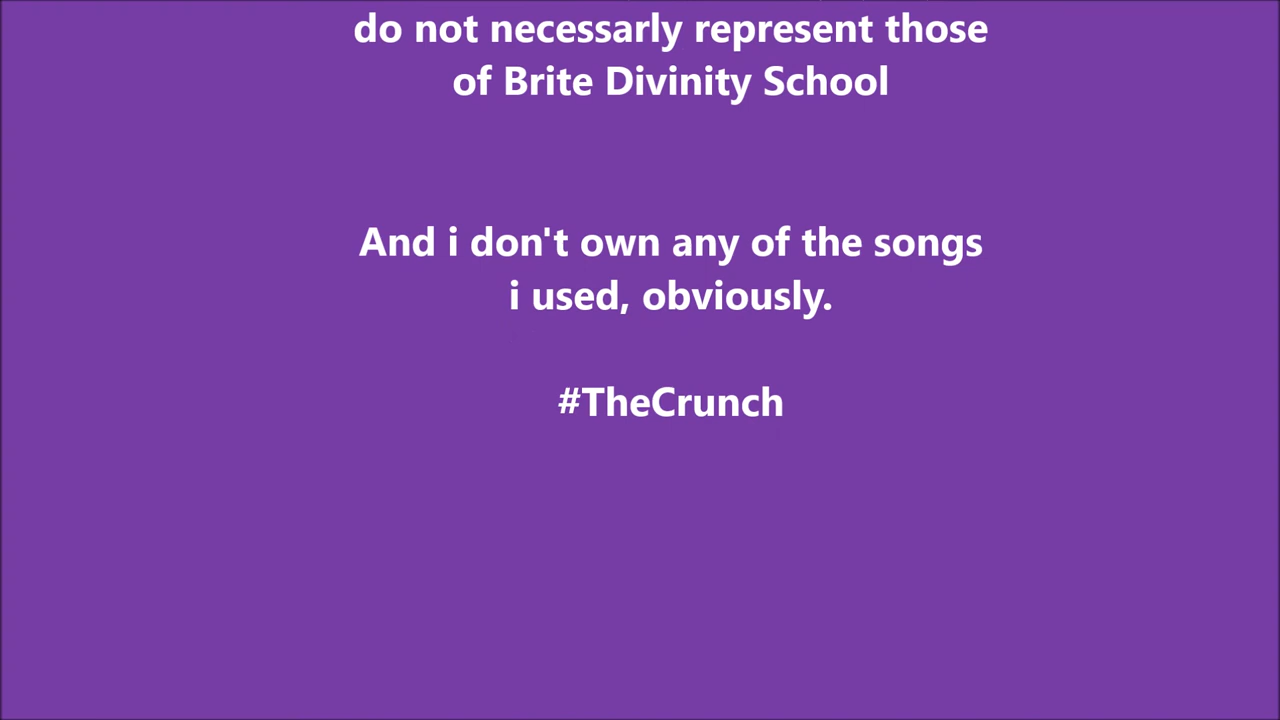 do not necessarly represent those
of Brite Divinity School
And i don't own any of the songs
i used, obviously.
#TheCrunch